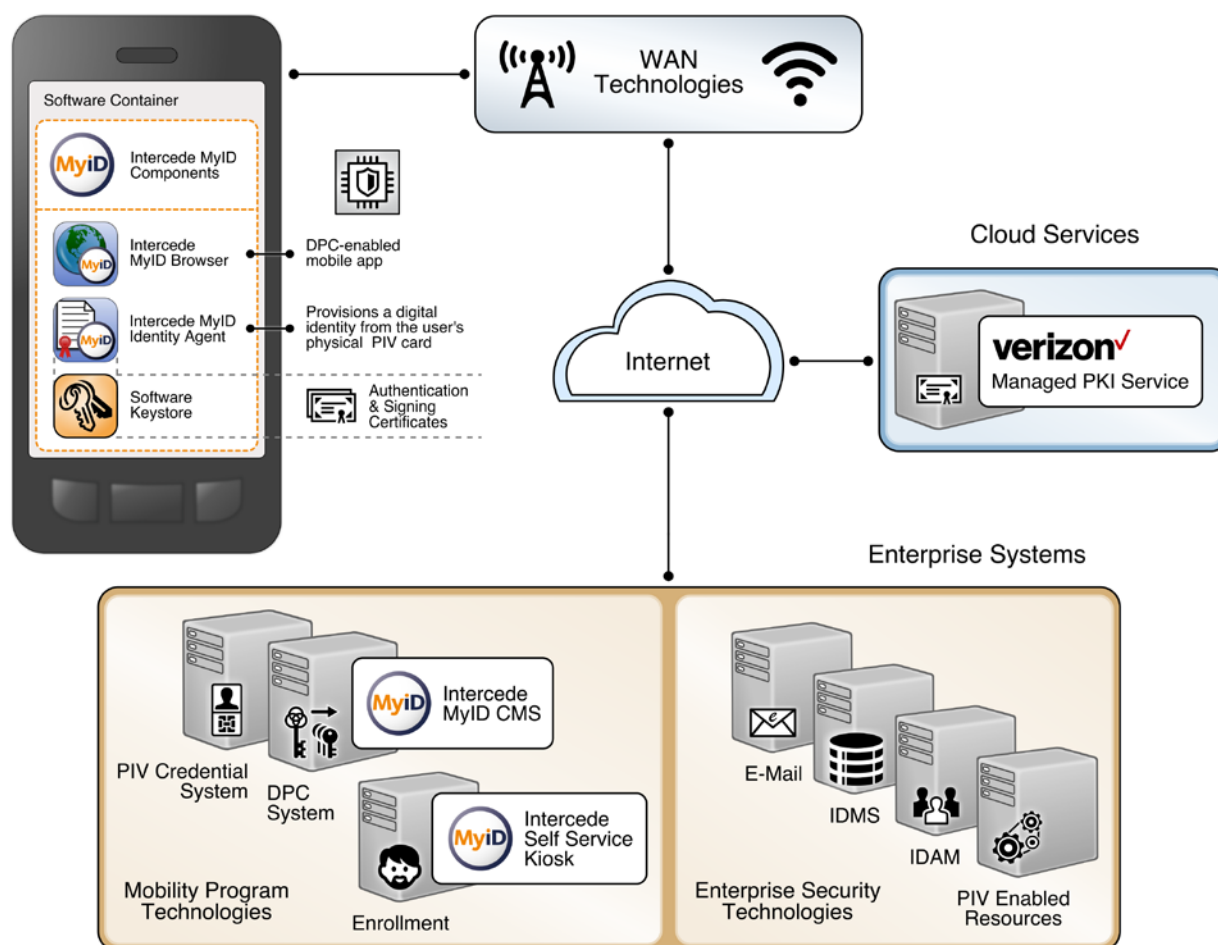 WAN
Technologies
Software Container
MyiD
Intercede MyID
Components
MyiD
Intercede
MyID Browser
DPC-enabled
mobile app
MyiD
Intercede MyID
Identity Agent
Provisions a digital
identity from the user's
physical PIV card
Software
Keystore
Authentication
& Signing
Certificates
Internet
Cloud Services
verizon✓
Managed PKI Service
Enterprise Systems
PIV Credential
System
DPC
System
MyiD
Intercede
MyID CMS
Enrollment
MyiD
Intercede
Self Service
Kiosk
Mobility Program
Technologies
e
E-Mail
IDMS
IDAM
PIV Enabled
Resources
Enterprise Security
Technologies